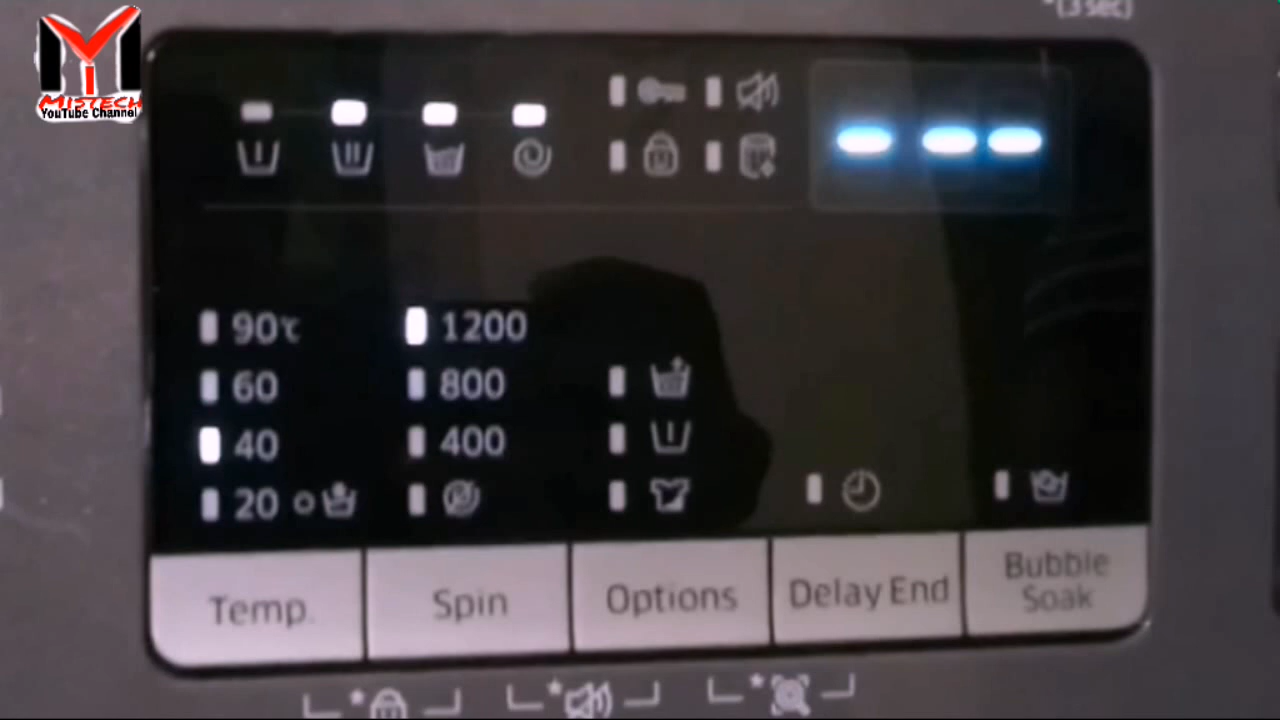 (3 sec)
MISTECH
YouTube Channel
90℃
60
40
20
1200
800
400
Temp.
Spin
Options
Delay End
Bubble
Soak